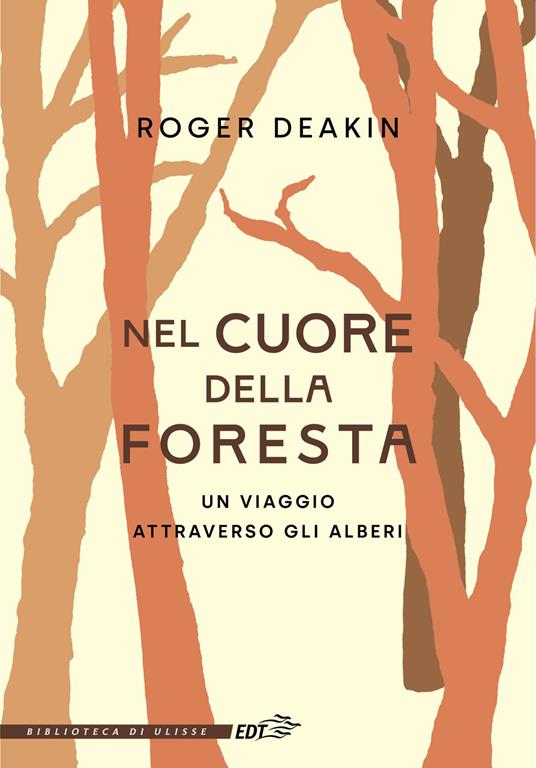 ROGER DEAKIN
NEL CUORE
DELLA
FORESTA
UN VIAGGIO
ATTRAVERSO GLI ALBERI
BIBLIOTECA DI ULISSE EDT